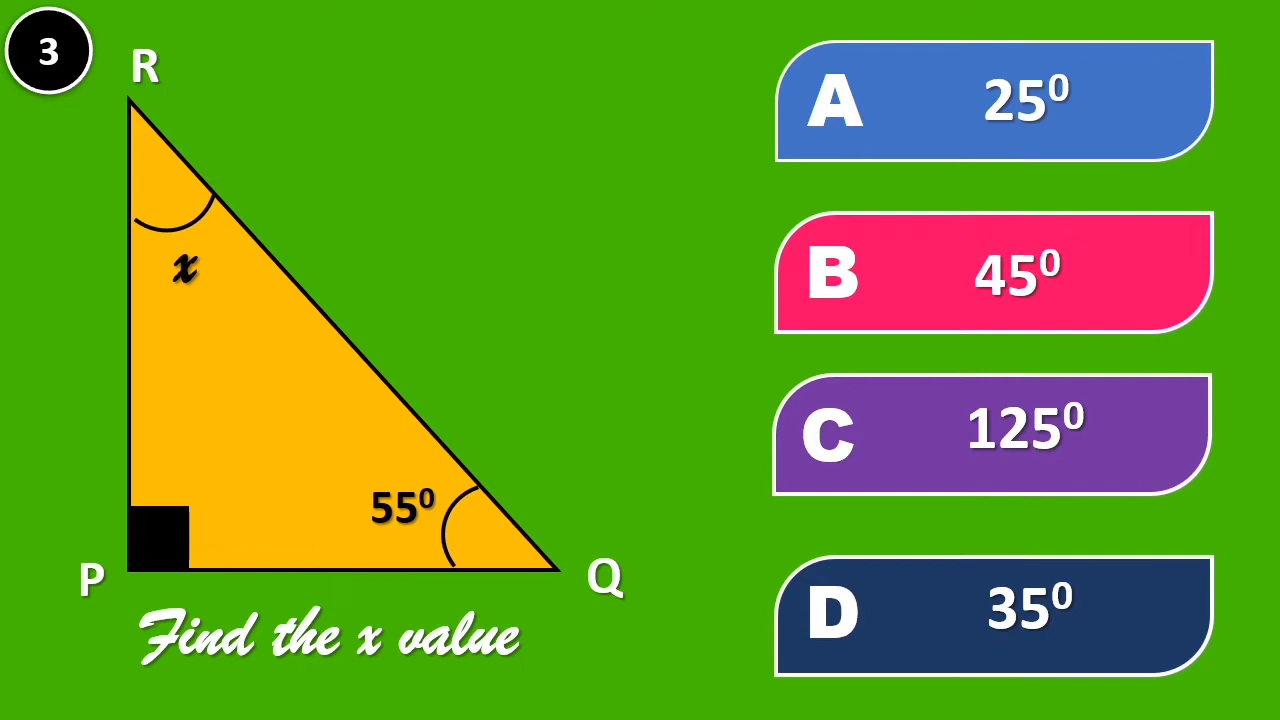 3
R
x
55⁰
P
Q
Find the x value
A 25⁰
B 45⁰
C 125⁰
D 35⁰